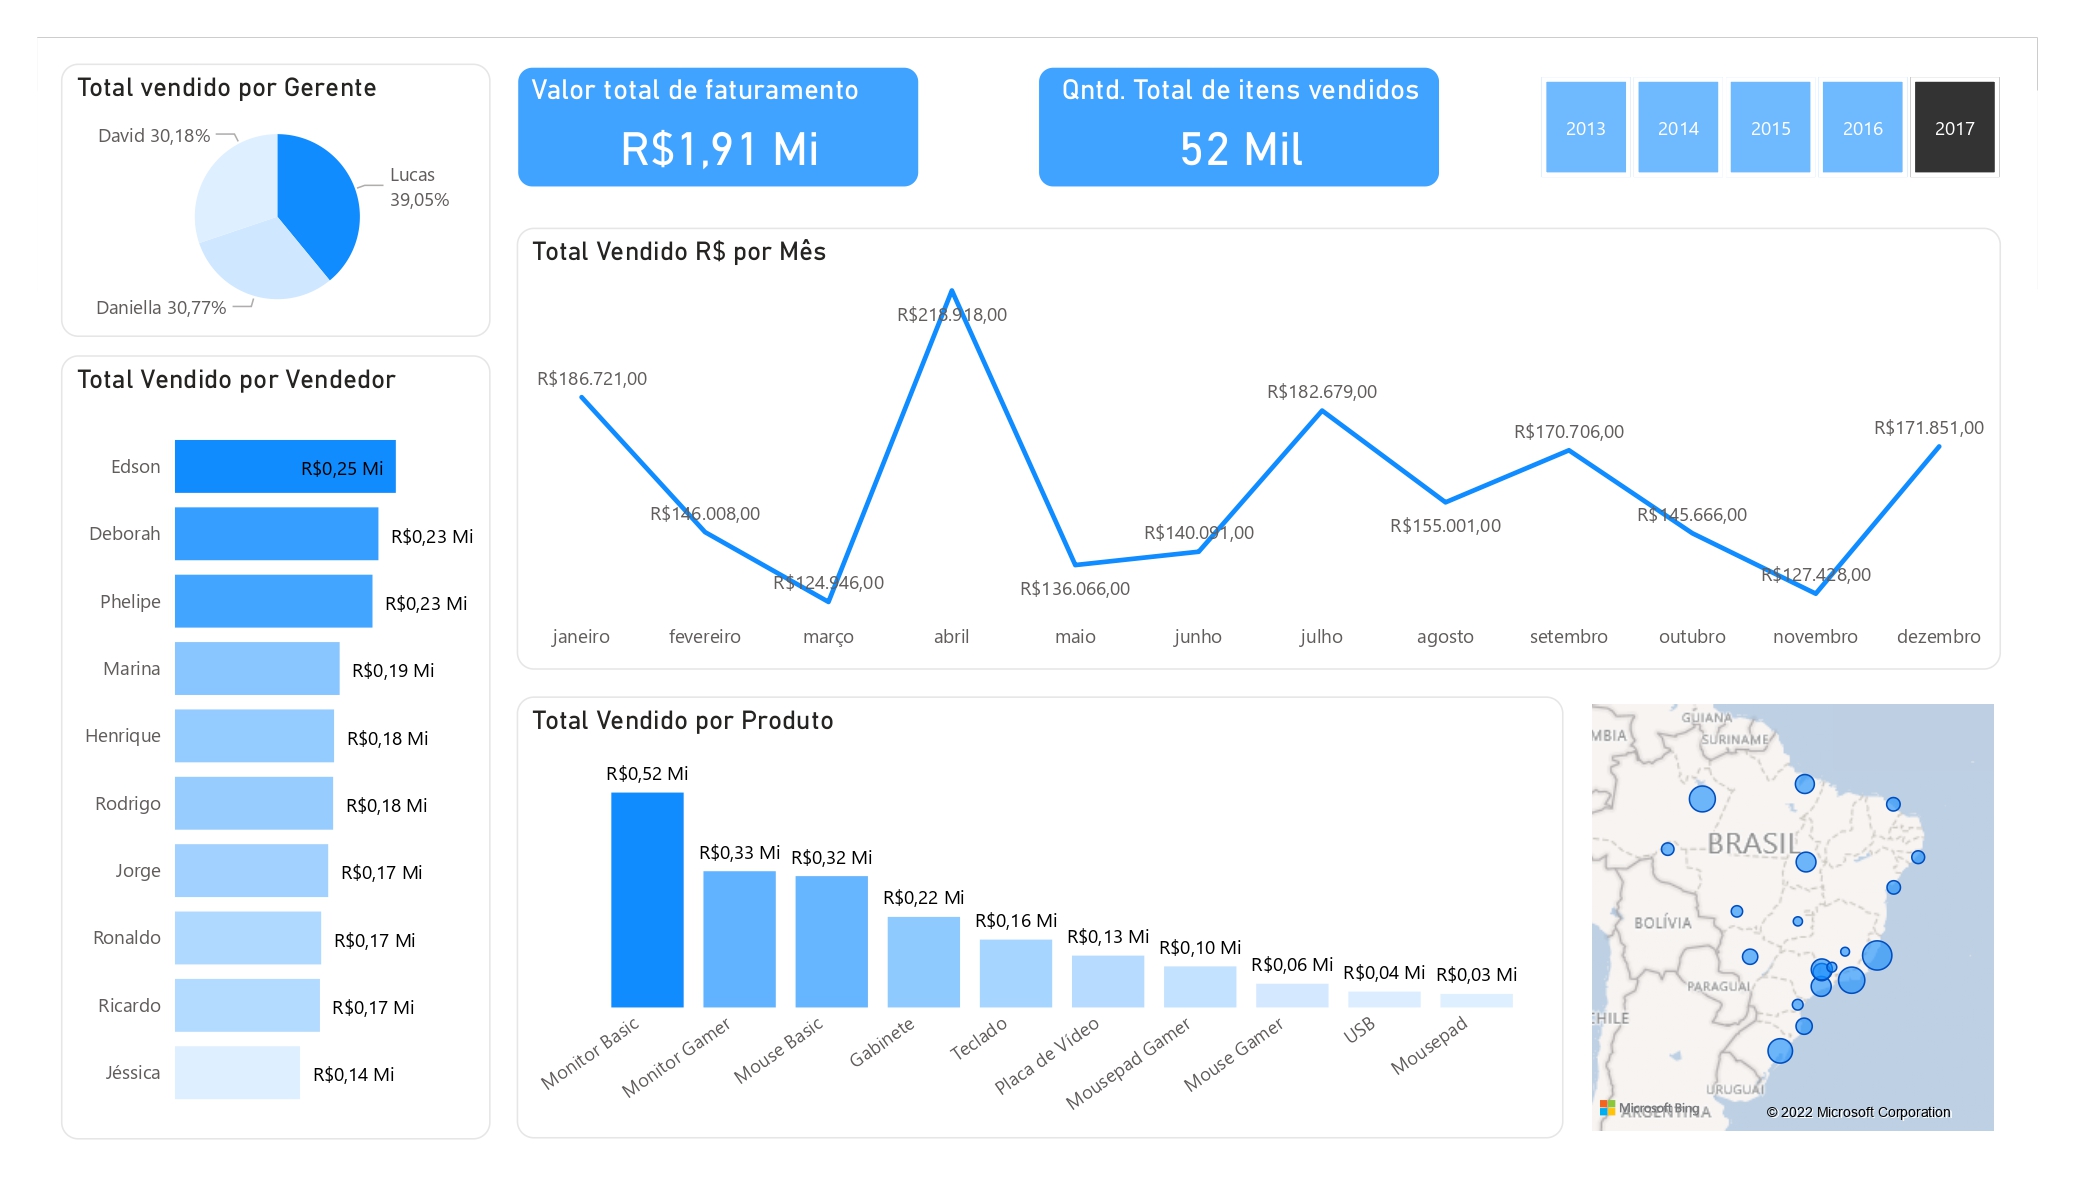 Total vendido por Gerente
David 30,18%
Lucas
39,05%
Daniella 30,77%
Valor total de faturamento
R$1,91 Mi
Qntd. Total de itens vendidos
52 Mil
2013
2014
2015
2016
2017
Total Vendido por Vendedor
Edson R$0,25 Mi
Deborah R$0,23 Mi
Phelipe R$0,23 Mi
Marina R$0,19 Mi
Henrique R$0,18 Mi
Rodrigo R$0,18 Mi
Jorge R$0,17 Mi
Ronaldo R$0,17 Mi
Ricardo R$0,17 Mi
Jéssica R$0,14 Mi
Total Vendido R$ por Mês
R$186.721,00
R$146.008,00
R$124.946,00
R$218.918,00
R$136.066,00
R$140.091,00
R$182.679,00
R$155.001,00
R$170.706,00
R$145.666,00
R$127.428,00
R$171.851,00
janeiro fevereiro março abril maio junho julho agosto setembro outubro novembro dezembro
Total Vendido por Produto
R$0,52 Mi
R$0,33 Mi
R$0,32 Mi
R$0,22 Mi
R$0,16 Mi
R$0,13 Mi
R$0,10 Mi
R$0,06 Mi
R$0,04 Mi
R$0,03 Mi
Monitor Basic
Monitor Gamer
Mouse Basic
Gabinete
Teclado
Placa de Vídeo
Mousepad Gamer
Mouse Gamer
USB
Mousepad
GUIANA
MBIA
SURINAME
BRASIL
BOLÍVIA
PARAGUAI
HILE
URUGUAI
ARGENTINA
Microsoft Bing
© 2022 Microsoft Corporation